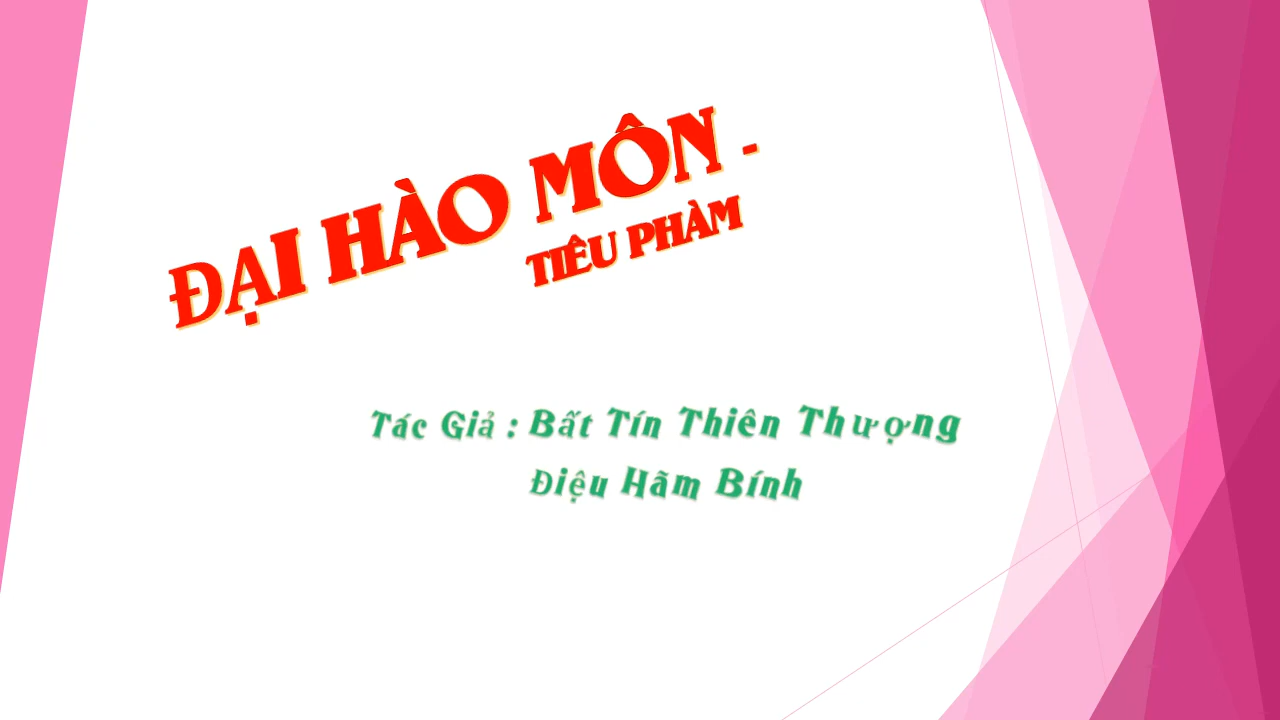 ĐẠI HÀO MÔN -
TIÊU PHÀM
Tác Giả : Bất Tín Thiên Thượng
Điệu Hãm Bính